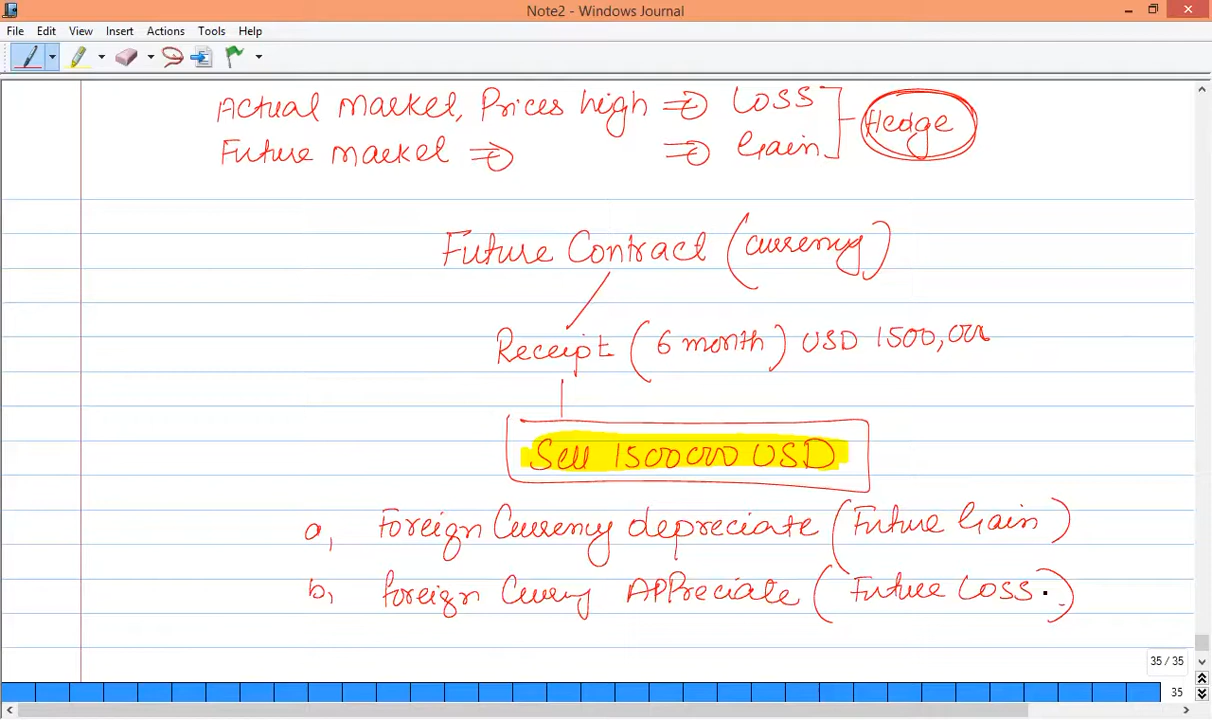 Note2 - Windows Journal
File Edit View Insert Actions Tools Help
Actual Market, Prices high ⇒ Loss
Hedge
Future Market ⇒ ⇒ Gain
Future Contract (Currency)
Receipt (6 month) USD 1500,000
Sell 1500000 USD
a, Foreign Currency depreciate (Future Gain)
b, Foreign Curreny APPreciate (Future Loss.)
35 / 35
35